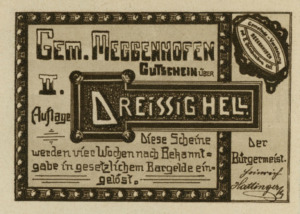 Gem. Meggenhofen
Gutschein über
II.
Auflage
Dreissig Hell.
Diese Scheine
werden vier Wochen nach Bekannt-
gabe in gesetzlichem Bargelde ein-
gelöst.
Der
Bürgermeist.
Heinrich